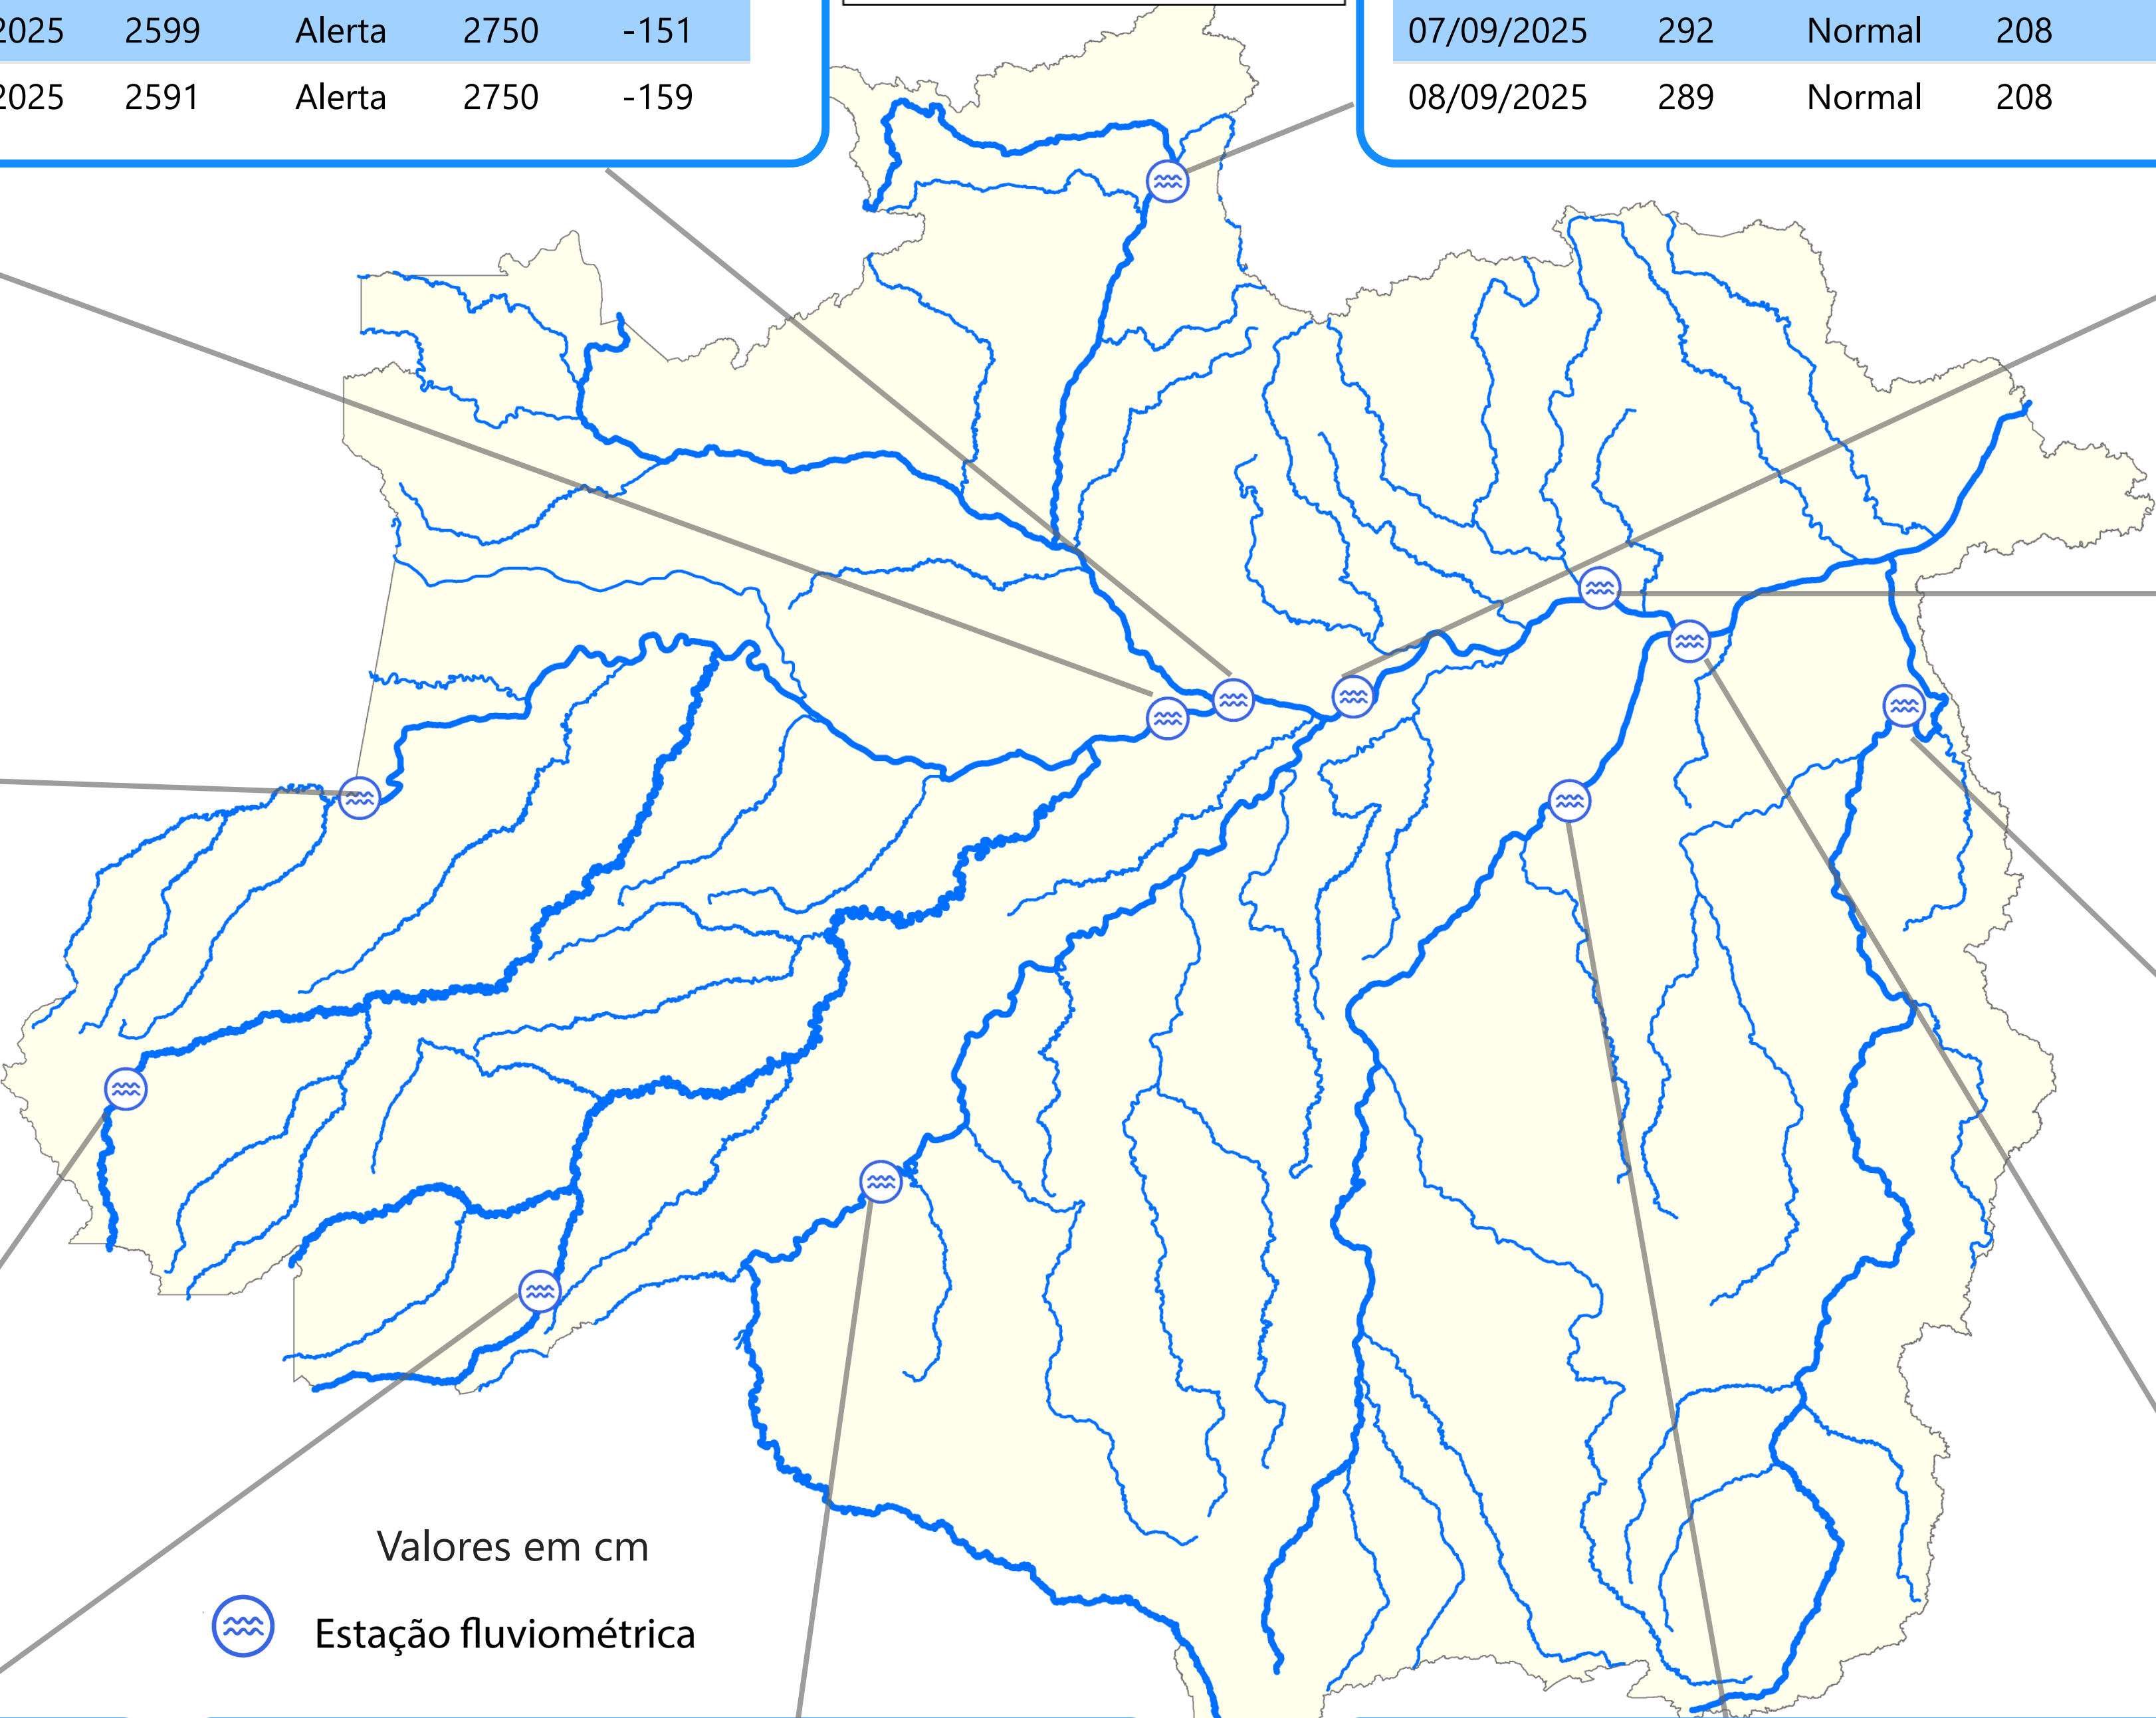 2025 2599 Alerta 2750 -151
2025 2591 Alerta 2750 -159
07/09/2025 292 Normal 208
08/09/2025 289 Normal 208
Valores em cm
Estação fluviométrica